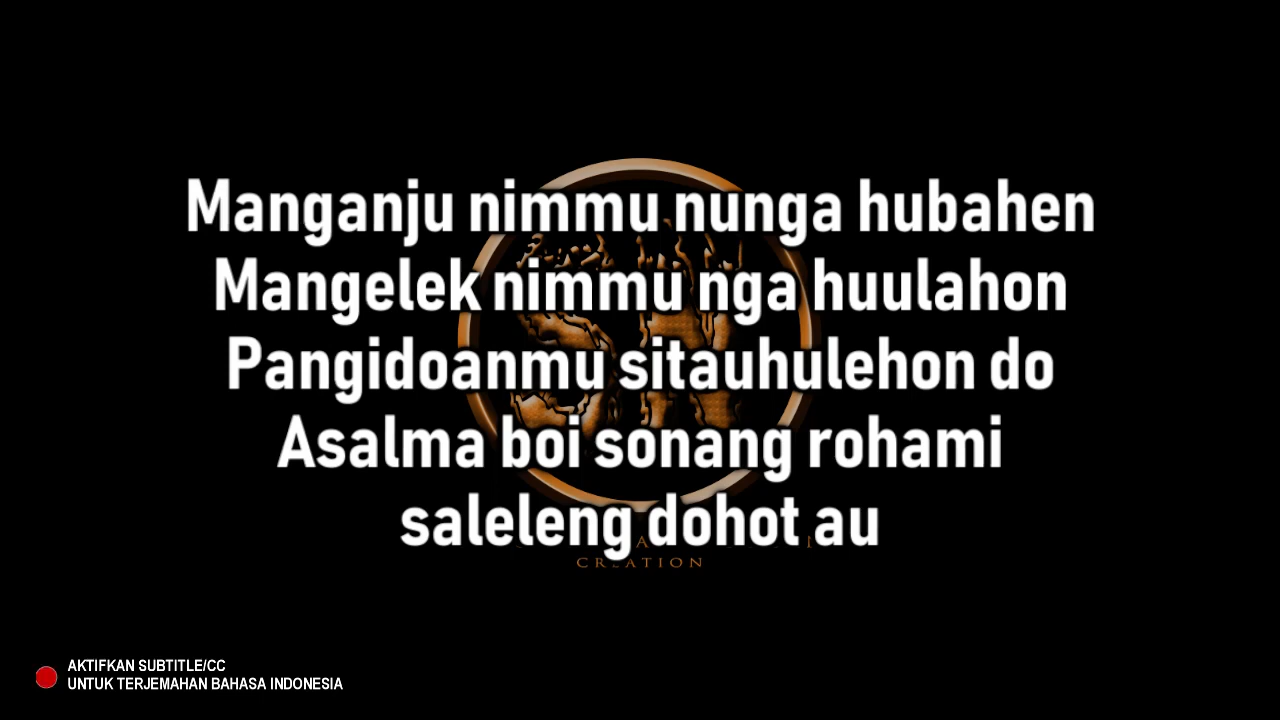 Manganju nimmu nunga hubahen
Mangelek nimmu nga huulahon
Pangidoanmu sitauhulehon do
Asalma boi sonang rohami
saleleng dohot au
CREATION
AKTIFKAN SUBTITLE/CC
UNTUK TERJEMAHAN BAHASA INDONESIA